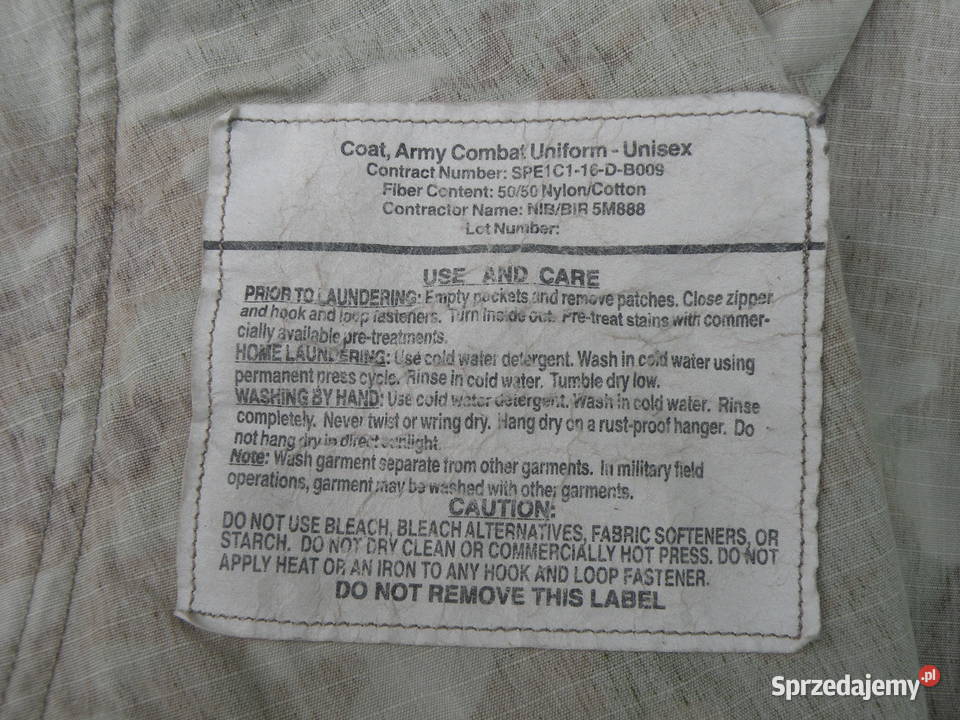 Coat, Army Combat Uniform - Unisex
Contract Number: SPE1C1-16-D-B009
Fiber Content: 50/50 Nylon/Cotton
Contractor Name: NIB/BIR 5M888
Lot Number:
USE AND CARE
PRIOR TO LAUNDERING: Empty pockets and remove patches. Close zipper
and hook and loop fasteners. Turn inside out. Pre-treat stains with commer-
cially available pre-treatments.
HOME LAUNDERING: Use cold water detergent. Wash in cold water using
permanent press cycle. Rinse in cold water. Tumble dry low.
WASHING BY HAND: Use cold water detergent. Wash in cold water. Rinse
completely. Never twist or wring dry. Hang dry on a rust-proof hanger. Do
not hang dry in direct sunlight.
Note: Wash garment separate from other garments. In military field
operations, garment may be washed with other garments.
CAUTION:
DO NOT USE BLEACH, BLEACH ALTERNATIVES, FABRIC SOFTENERS, OR
STARCH. DO NOT DRY CLEAN OR COMMERCIALLY HOT PRESS. DO NOT
APPLY HEAT OR AN IRON TO ANY HOOK AND LOOP FASTENER.
DO NOT REMOVE THIS LABEL
Sprzedajemy.pl